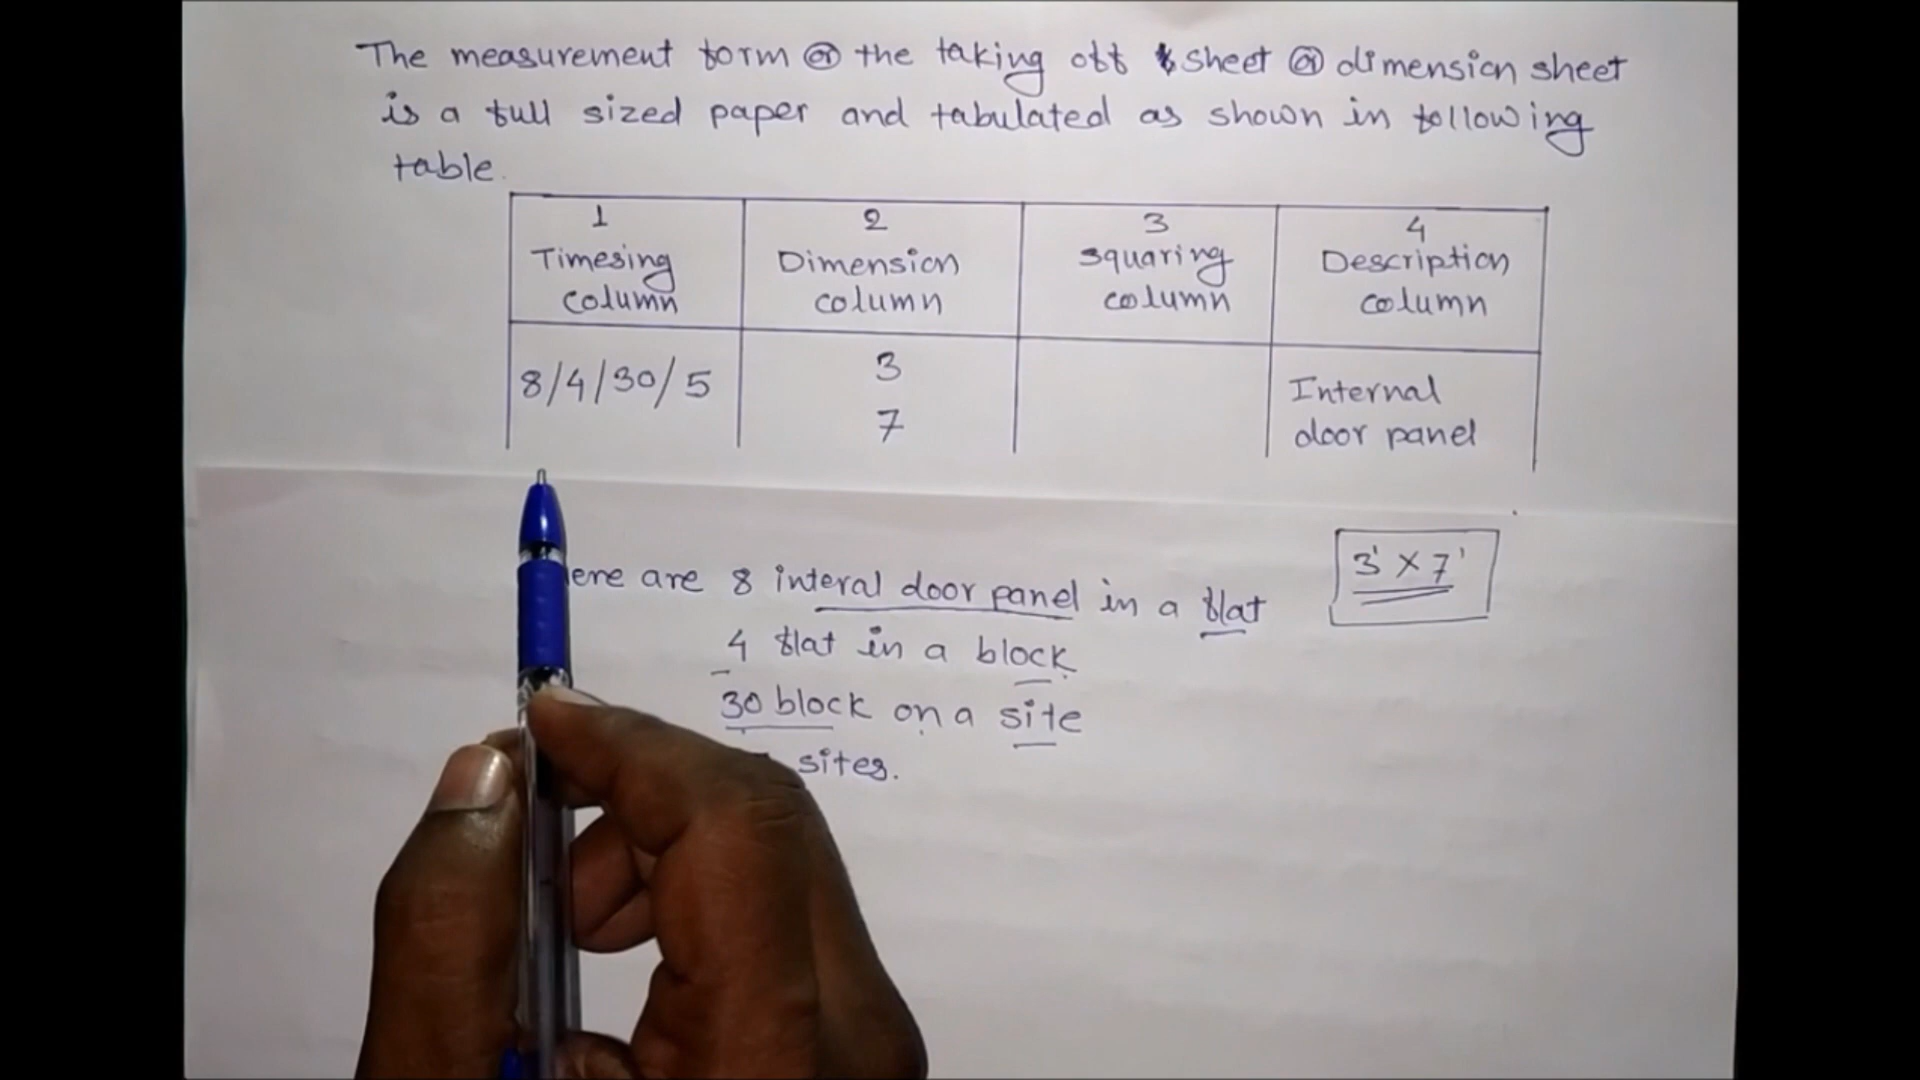 The measurement form or the taking off sheet or dimension sheet
is a full sized paper and tabulated as shown in following
table.
1 2 3 4
Timesing Dimension Squaring Description
column column column column
8/4/30/5 3 Internal
7 door panel
3' X 7'
ere are 8 interal door panel in a flat
4 flat in a block
30 block on a site
sites.